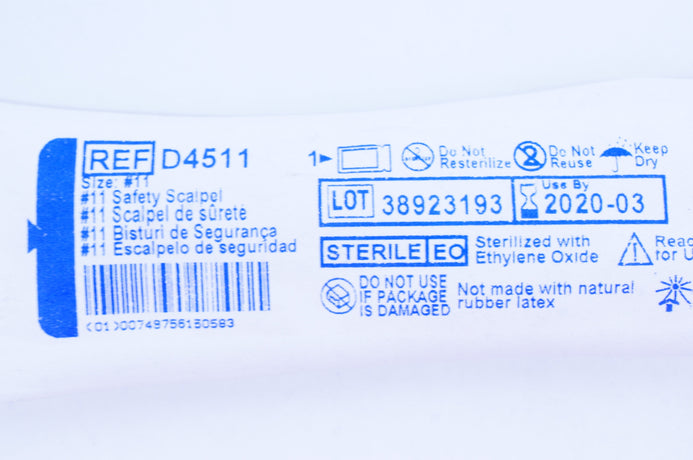 REF D4511
Size: #11
#11 Safety Scalpel
#11 Scalpel de sûreté
#11 Bisturi de Segurança
#11 Escalpelo de seguridad
1
Do Not
Resterilize
Do Not
Reuse
Keep
Dry
LOT 38923193
Use By
2020-03
STERILE EO
Sterilized with
Ethylene Oxide
for U
DO NOT USE
IF PACKAGE
IS DAMAGED
Not made with natural
rubber latex